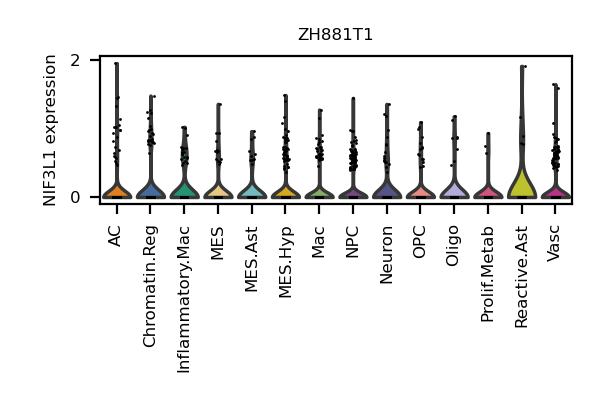 ZH881T1
NIF3L1 expression
2
0
AC
Chromatin.Reg
Inflammatory.Mac
MES
MES.Ast
MES.Hyp
Mac
NPC
Neuron
OPC
Oligo
Prolif.Metab
Reactive.Ast
Vasc